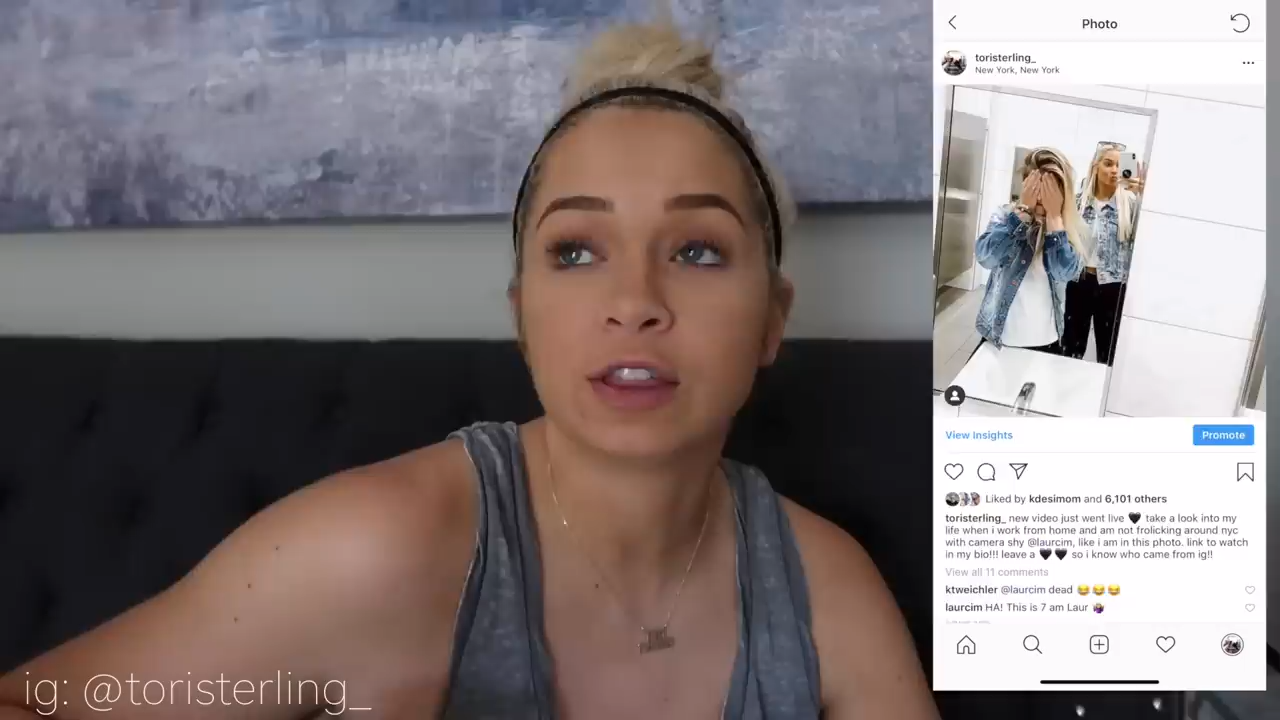 Photo
toristerling_
New York, New York
View Insights
Promote
Liked by kdesimom and 6,101 others
toristerling_ new video just went live 🖤 take a look into my
life when i work from home and am not frolicking around nyc
with camera shy @laurcim, like i am in this photo. link to watch
in my bio!!! leave a 🖤🖤 so i know who came from ig!!
View all 11 comments
ktweichler @laurcim dead 😂😂😂
laurcim HA! This is 7 am Laur 🤷‍♀️
ig: @toristerling_